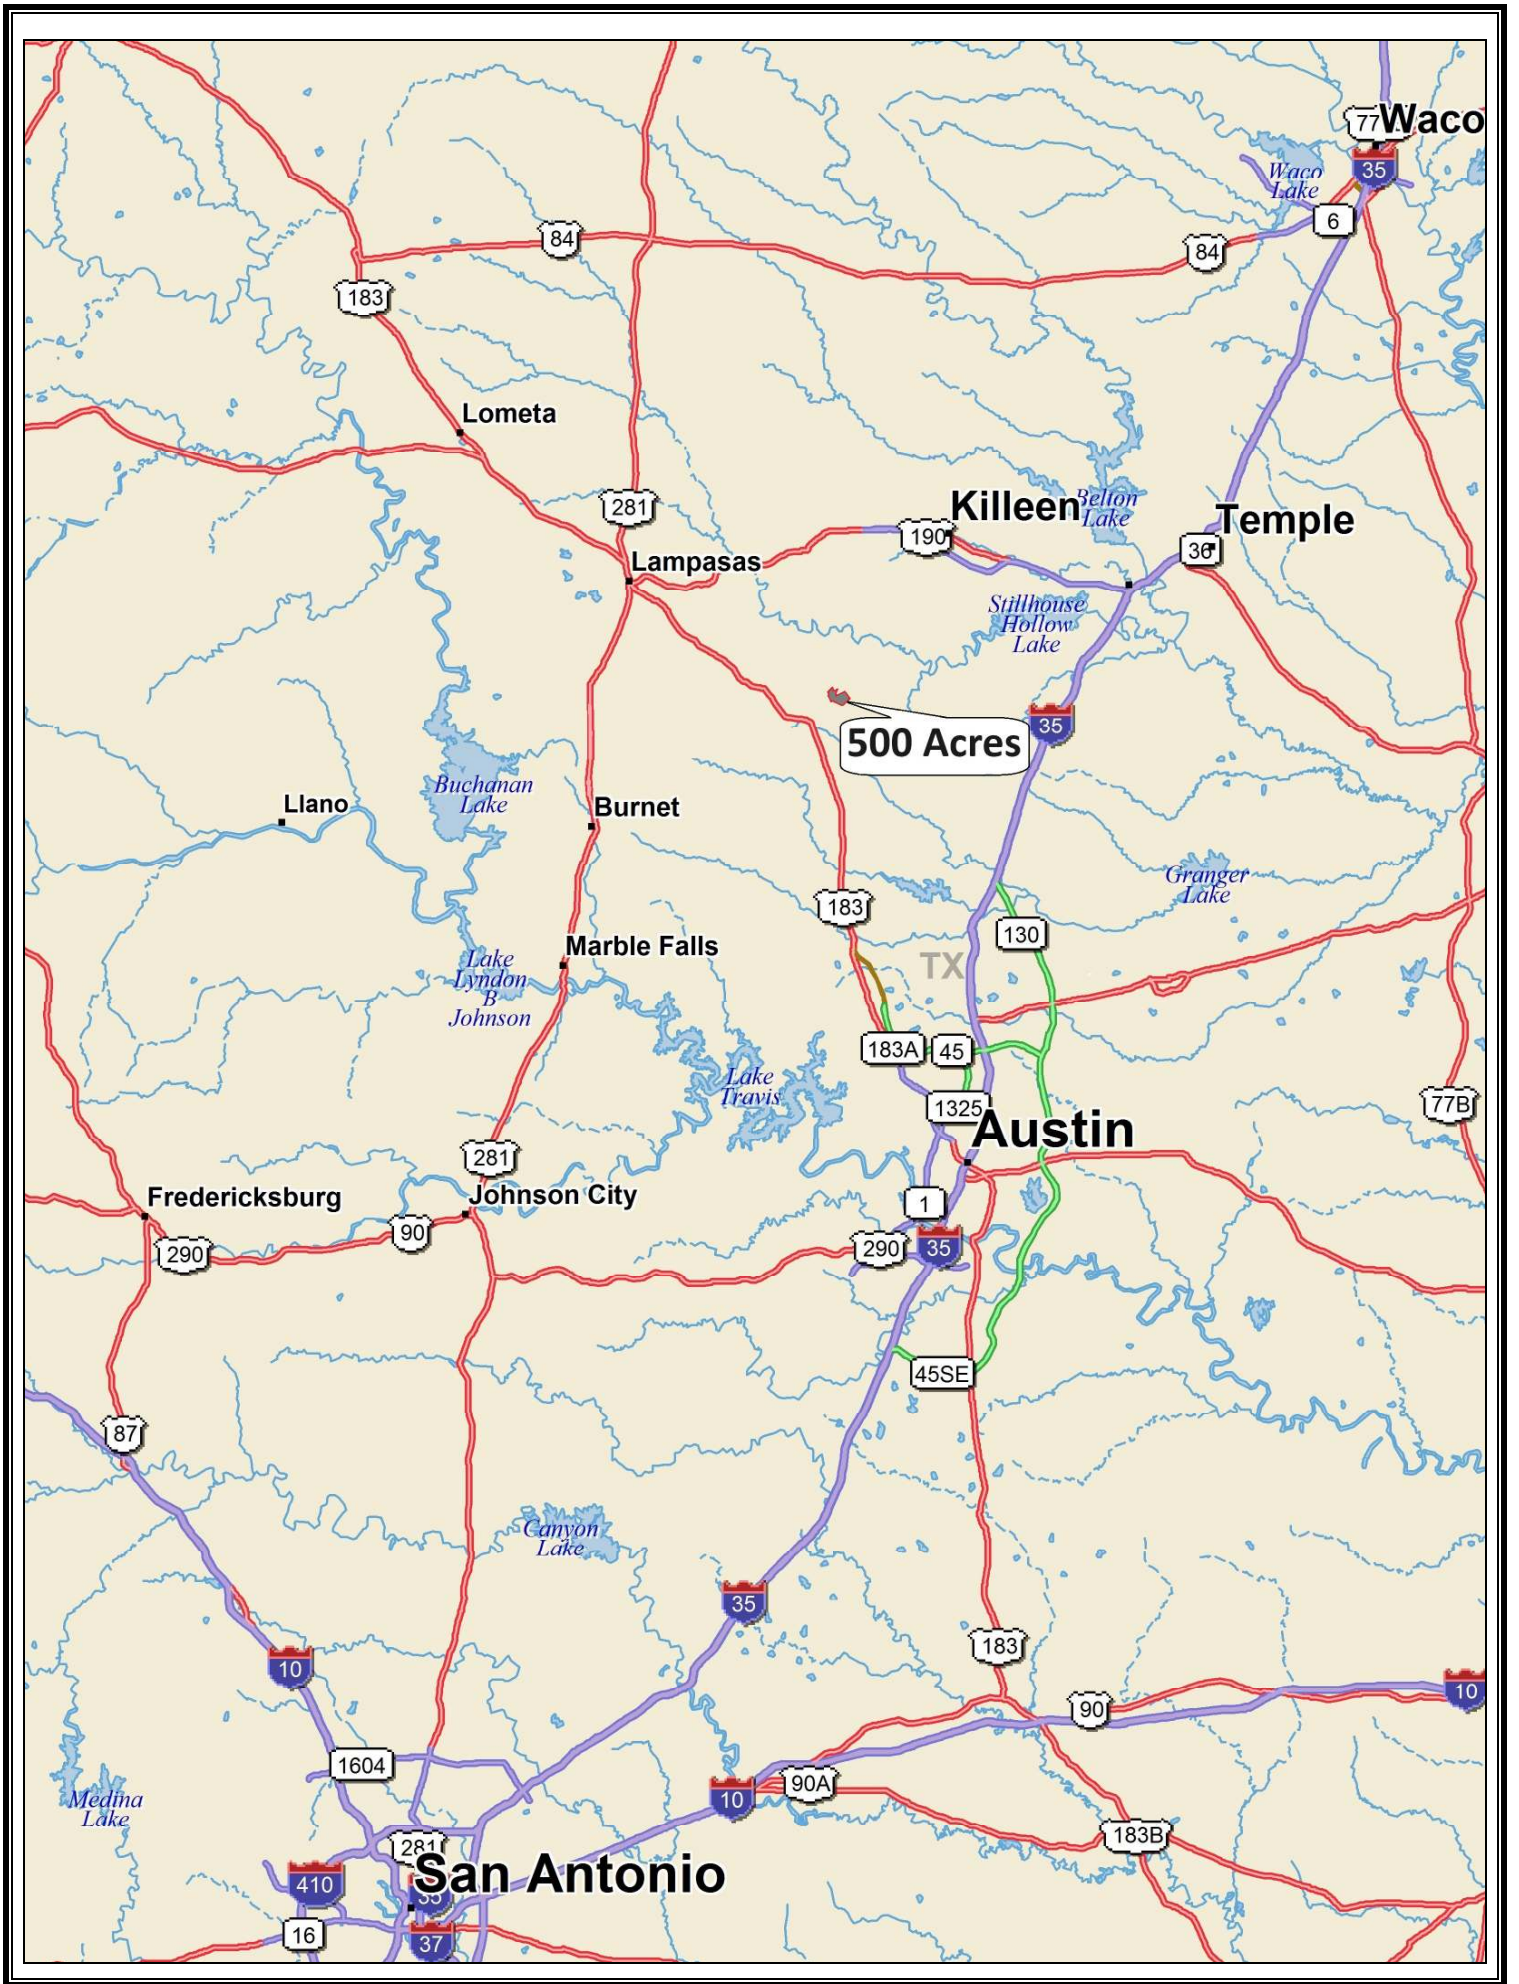 77
Waco
Waco
Lake
35
6
84
84
183
Lometa
281
Killeen
Belton
Lake
190
Temple
36
Lampasas
Stillhouse
Hollow
Lake
35
500 Acres
Buchanan
Lake
Llano
Burnet
Granger
Lake
183
130
Marble Falls
TX
Lake
Lyndon
B
Johnson
183A
45
Lake
Travis
1325
77B
Austin
281
Fredericksburg
Johnson City
1
90
290
290
35
45SE
87
Canyon
Lake
35
183
10
10
90
1604
90A
10
Medina
Lake
183B
281
San Antonio
410
35
16
37